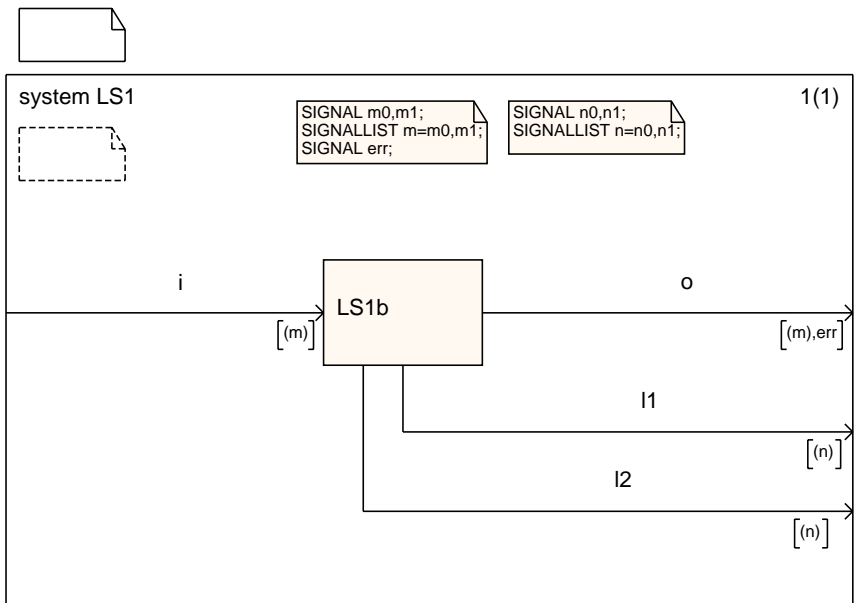 system LS1
1(1)
SIGNAL m0,m1;
SIGNALLIST m=m0,m1;
SIGNAL err;
SIGNAL n0,n1;
SIGNALLIST n=n0,n1;
i
[(m)]
LS1b
o
[(m),err]
l1
[(n)]
l2
[(n)]